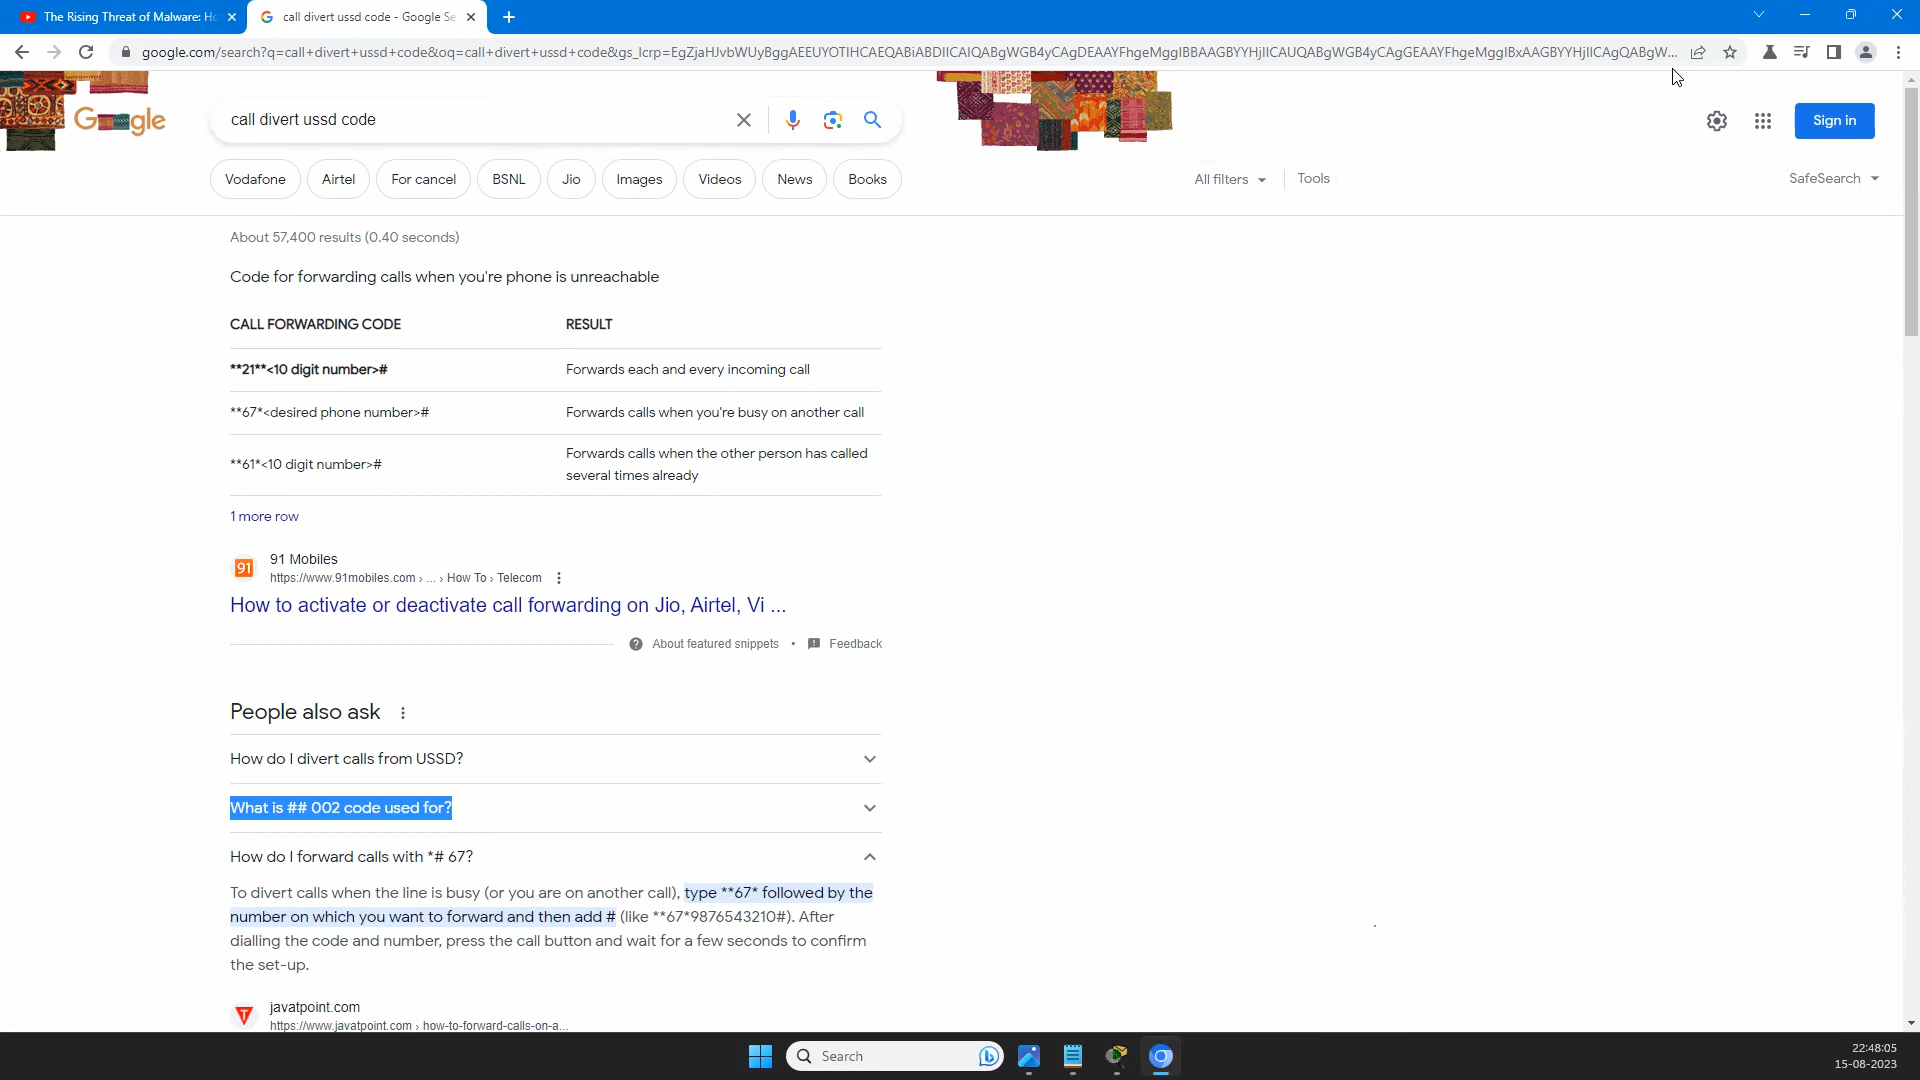 The Rising Threat of Malware: Ho
call divert ussd code - Google Se
google.com/search?q=call+divert+ussd+code&oq=call+divert+ussd+code&gs_lcrp=EgZjaHJvbWUyBggAEEUYOTIHCAEQABiABDIICAIQABgWGB4yCAgDEAAYFhgeMggIBBAAGBYYHjIICAUQABgWGB4yCAgGEAAYFhgeMggIBxAAGBYYHjIICAgQABgW...
Google
call divert ussd code
Sign in
Vodafone
Airtel
For cancel
BSNL
Jio
Images
Videos
News
Books
All filters
Tools
SafeSearch
About 57,400 results (0.40 seconds)
Code for forwarding calls when you're phone is unreachable
CALL FORWARDING CODE RESULT
**21**<10 digit number># Forwards each and every incoming call
**67*<desired phone number># Forwards calls when you're busy on another call
**61*<10 digit number># Forwards calls when the other person has called
several times already
1 more row
91
91 Mobiles
https://www.91mobiles.com › ... › How To › Telecom
How to activate or deactivate call forwarding on Jio, Airtel, Vi ...
About featured snippets • Feedback
People also ask
How do I divert calls from USSD?
What is ## 002 code used for?
How do I forward calls with *# 67?
To divert calls when the line is busy (or you are on another call), type **67* followed by the
number on which you want to forward and then add # (like **67*9876543210#). After
dialling the code and number, press the call button and wait for a few seconds to confirm
the set-up.
javatpoint.com
https://www.javatpoint.com › how-to-forward-calls-on-a...
Search
22:48:05
15-08-2023